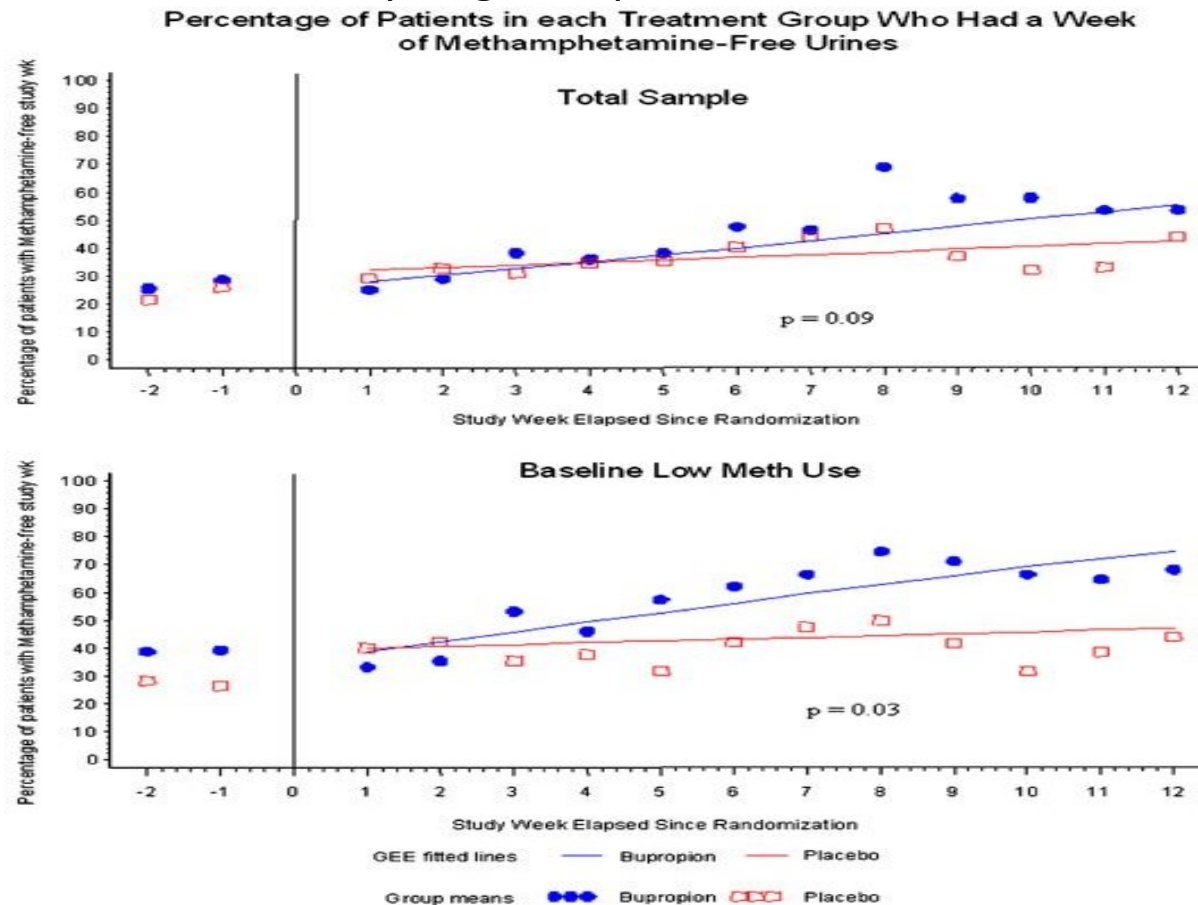 Percentage of Patients in each Treatment Group Who Had a Week
of Methamphetamine-Free Urines
Total Sample
Percentage of patients with Methamphetamine-free study wk
100
90
80
70
60
50
40
30
20
10
0
-2 -1 0 1 2 3 4 5 6 7 8 9 10 11 12
p = 0.09
Study Week Elapsed Since Randomization
Baseline Low Meth Use
Percentage of patients with Methamphetamine-free study wk
100
90
80
70
60
50
40
30
20
10
0
-2 -1 0 1 2 3 4 5 6 7 8 9 10 11 12
p = 0.03
Study Week Elapsed Since Randomization
GEE fitted lines Bupropion Placebo
Group means Bupropion Placebo